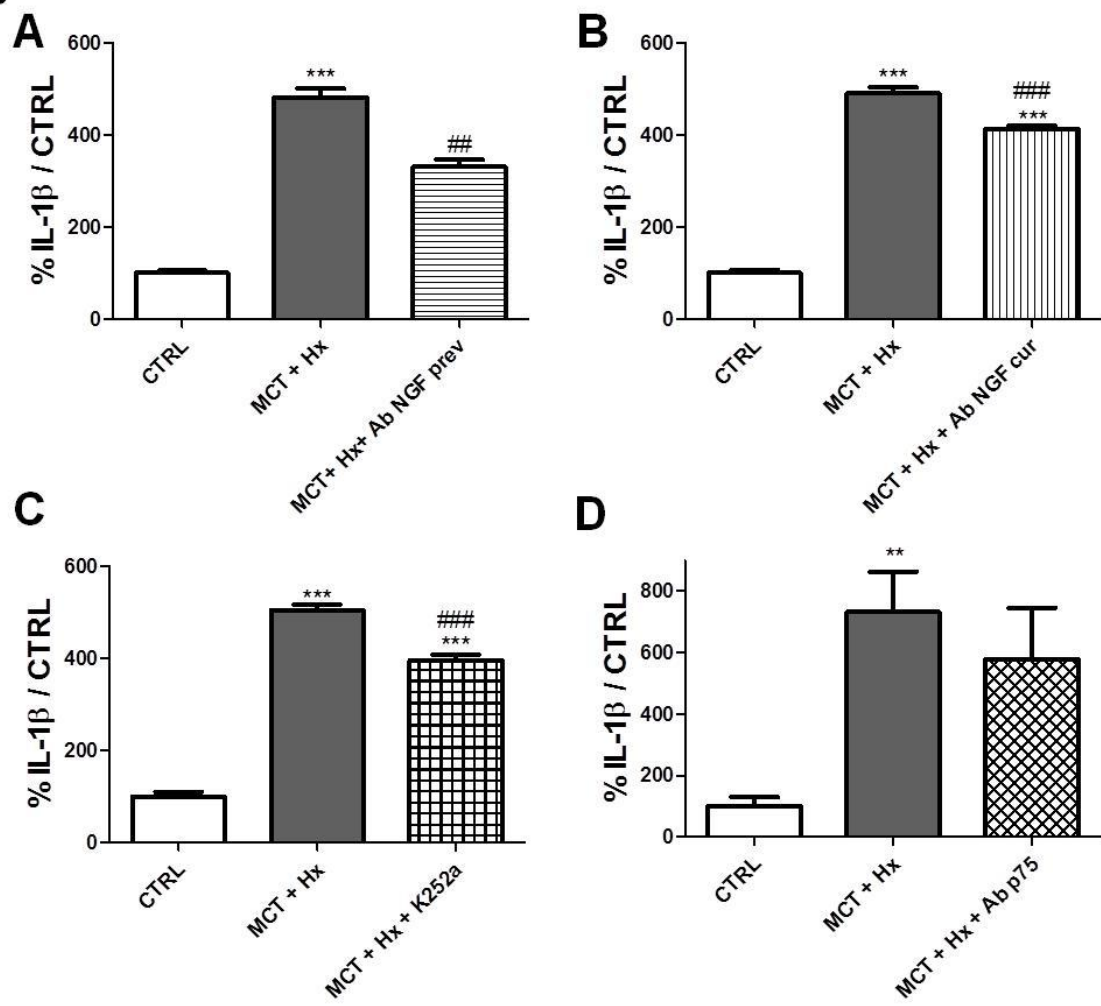 A
% IL-1β / CTRL
600
400
200
0
***
##
CTRL
MCT + Hx
MCT+ Hx+ Ab NGF prev
B
% IL-1β / CTRL
600
400
200
0
***
###
***
CTRL
MCT + Hx
MCT + Hx + Ab NGF cur
C
% IL-1β / CTRL
600
400
200
0
***
###
***
CTRL
MCT + Hx
MCT + Hx + K252a
D
% IL-1β / CTRL
800
600
400
200
0
**
CTRL
MCT + Hx
MCT + Hx + Ab p75